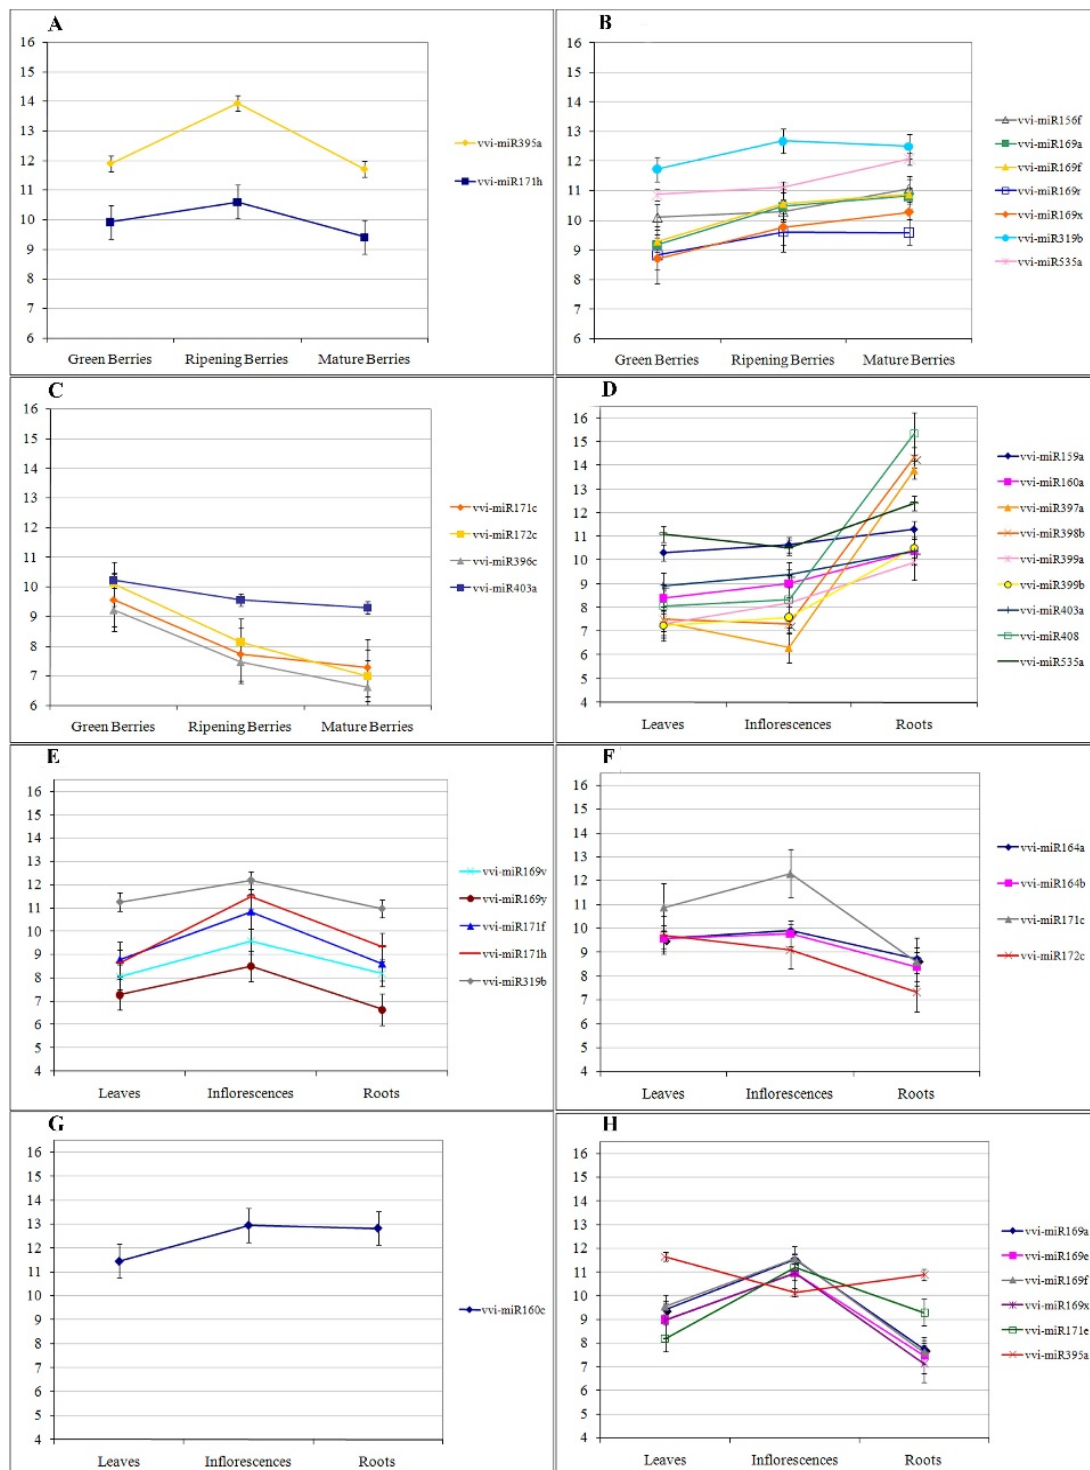 A
16
15
14
13
12
11
10
9
8
7
6
Green Berries Ripening Berries Mature Berries
vvi-miR395a
vvi-miR171h
B
16
15
14
13
12
11
10
9
8
7
6
Green Berries Ripening Berries Mature Berries
vvi-miR156f
vvi-miR169a
vvi-miR169f
vvi-miR169r
vvi-miR169x
vvi-miR319b
vvi-miR535a
C
16
15
14
13
12
11
10
9
8
7
6
Green Berries Ripening Berries Mature Berries
vvi-miR171c
vvi-miR172c
vvi-miR396c
vvi-miR403a
D
16
15
14
13
12
11
10
9
8
7
6
5
4
Leaves Inflorescences Roots
vvi-miR159a
vvi-miR160a
vvi-miR397a
vvi-miR398b
vvi-miR399a
vvi-miR399b
vvi-miR403a
vvi-miR408
vvi-miR535a
E
16
15
14
13
12
11
10
9
8
7
6
5
4
Leaves Inflorescences Roots
vvi-miR169v
vvi-miR169y
vvi-miR171f
vvi-miR171h
vvi-miR319b
F
16
15
14
13
12
11
10
9
8
7
6
5
4
Leaves Inflorescences Roots
vvi-miR164a
vvi-miR164b
vvi-miR171c
vvi-miR172c
G
16
15
14
13
12
11
10
9
8
7
6
5
4
Leaves Inflorescences Roots
vvi-miR160c
H
16
15
14
13
12
11
10
9
8
7
6
5
4
Leaves Inflorescences Roots
vvi-miR169a
vvi-miR169e
vvi-miR169f
vvi-miR169x
vvi-miR171e
vvi-miR395a